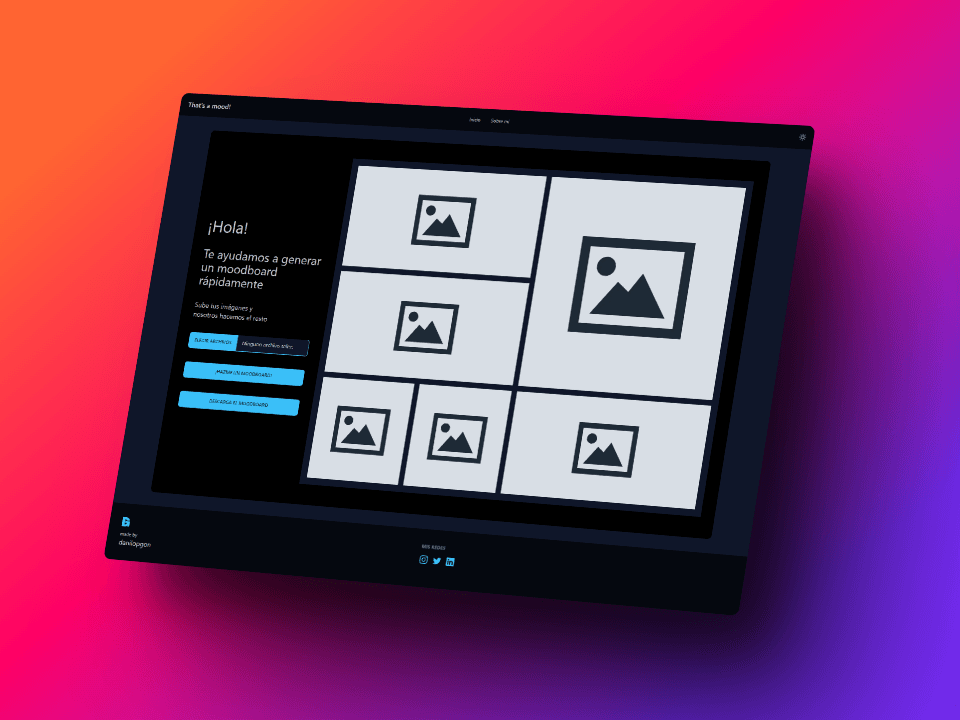 That's a mood!
Inicio Sobre mí
¡Hola!
Te ayudamos a generar
un moodboard
rápidamente
Sube tus imágenes y
nosotros hacemos el resto
ELEGIR ARCHIVOS Ningún archivo selec.
¡HAZME UN MOODBOARD!
DESCARGA EL MOODBOARD
made by
danilopgon
MIS REDES